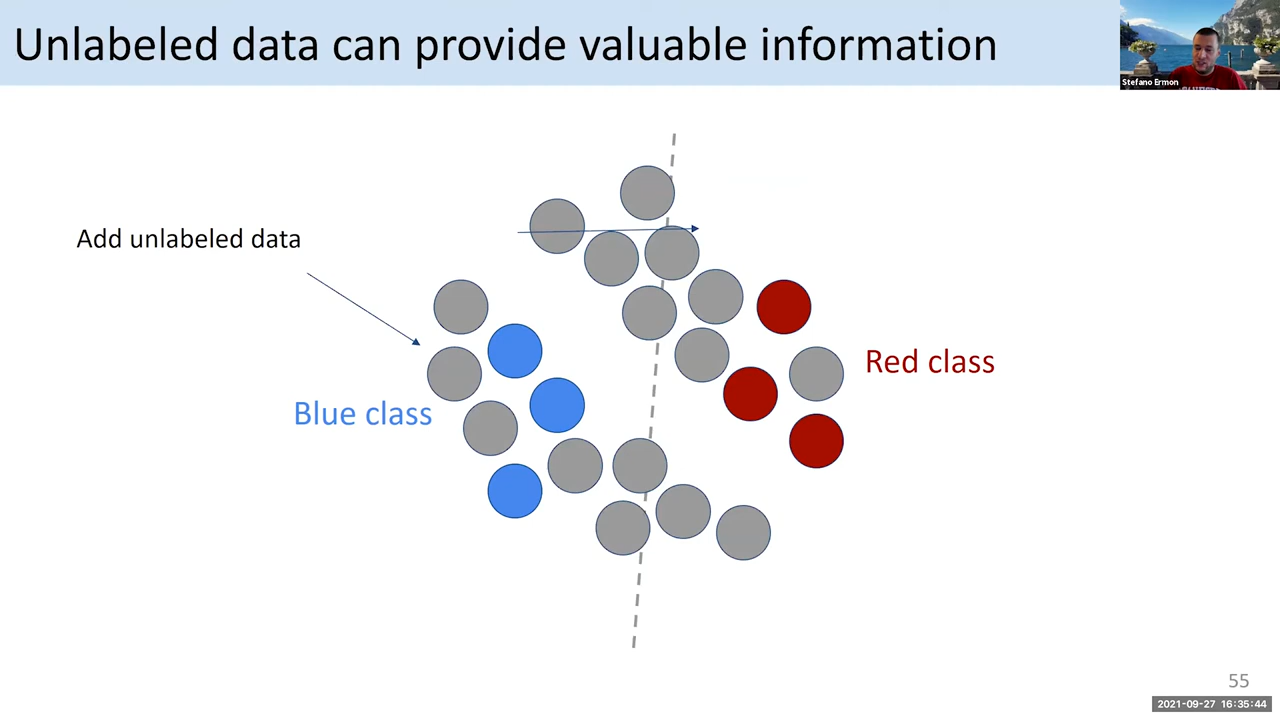 Unlabeled data can provide valuable information
Stefano Ermon
Add unlabeled data
Red class
Blue class
55
2021-09-27 16:35:44